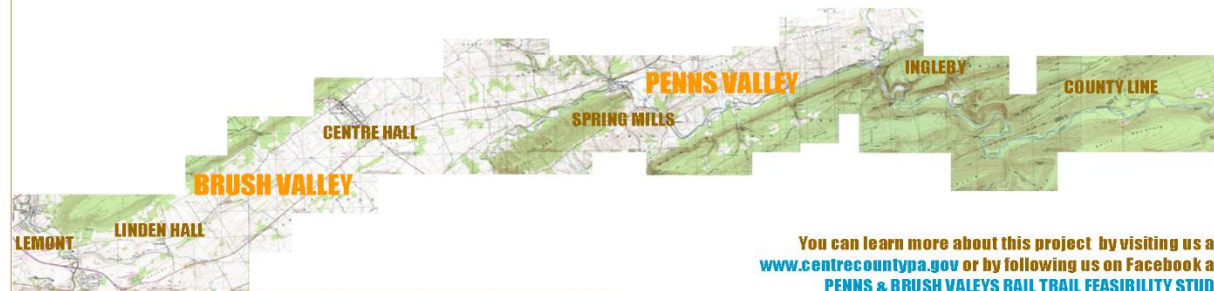 INGLEBY
PENNS VALLEY
COUNTY LINE
SPRING MILLS
CENTRE HALL
BRUSH VALLEY
LINDEN HALL
LEMONT
You can learn more about this project by visiting us a
www.centrecountypa.gov or by following us on Facebook a
PENNS & BRUSH VALEYS RAIL TRAIL FEASIBILITY STUD